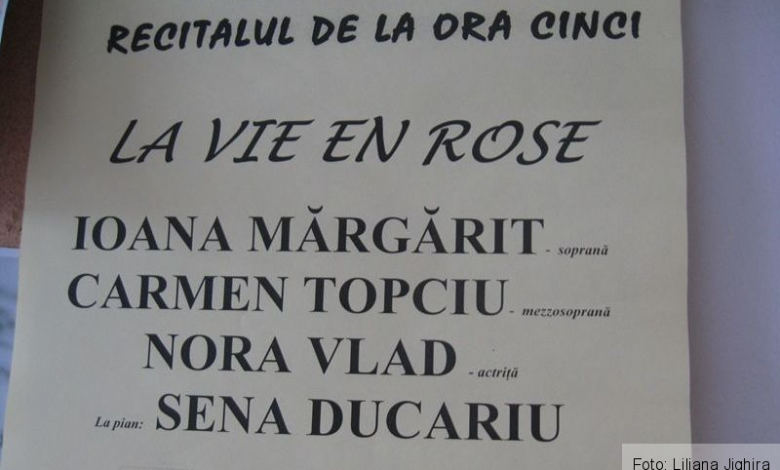 RECITALUL DE LA ORA CINCI
LA VIE EN ROSE
IOANA MĂRGĂRIT - soprană
CARMEN TOPCIU - mezzosoprană
NORA VLAD - actriță
La pian: SENA DUCARIU
Foto: Liliana Jighira